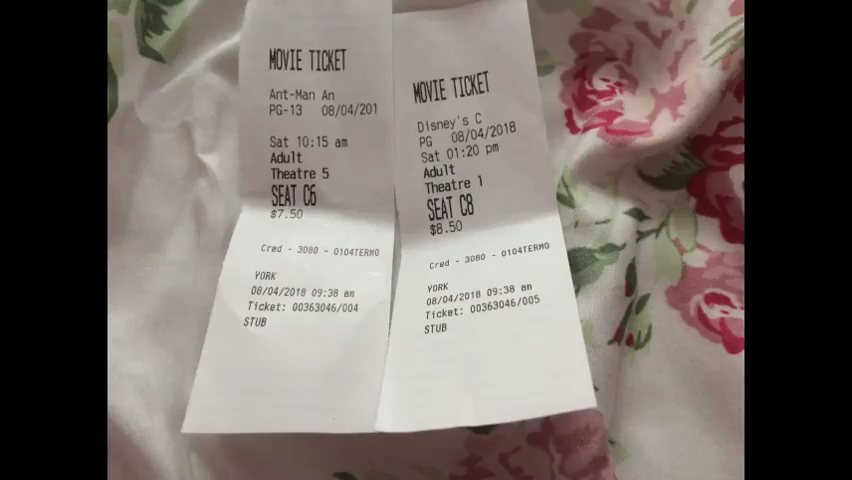 MOVIE TICKET
Ant-Man An
PG-13 08/04/201
Sat 10:15 am
Adult
Theatre 5
SEAT C6
$7.50
Cred - 3080 - 0104TERMO
YORK
08/04/2018 09:38 am
Ticket: 00363046/004
STUB
MOVIE TICKET
Disney's C
PG 08/04/2018
Sat 01:20 pm
Adult
Theatre 1
SEAT C8
$8.50
Cred - 3080 - 0104TERMO
YORK
08/04/2018 09:38 am
Ticket: 00363046/005
STUB